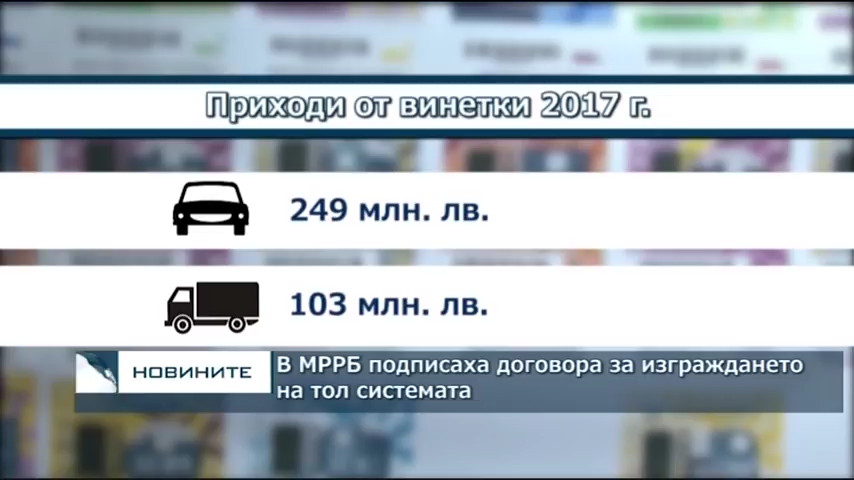 Приходи от винетки 2017 г.
249 млн. лв.
103 млн. лв.
НОВИНИТЕ
В МРРБ подписаха договора за изграждането
на тол системата